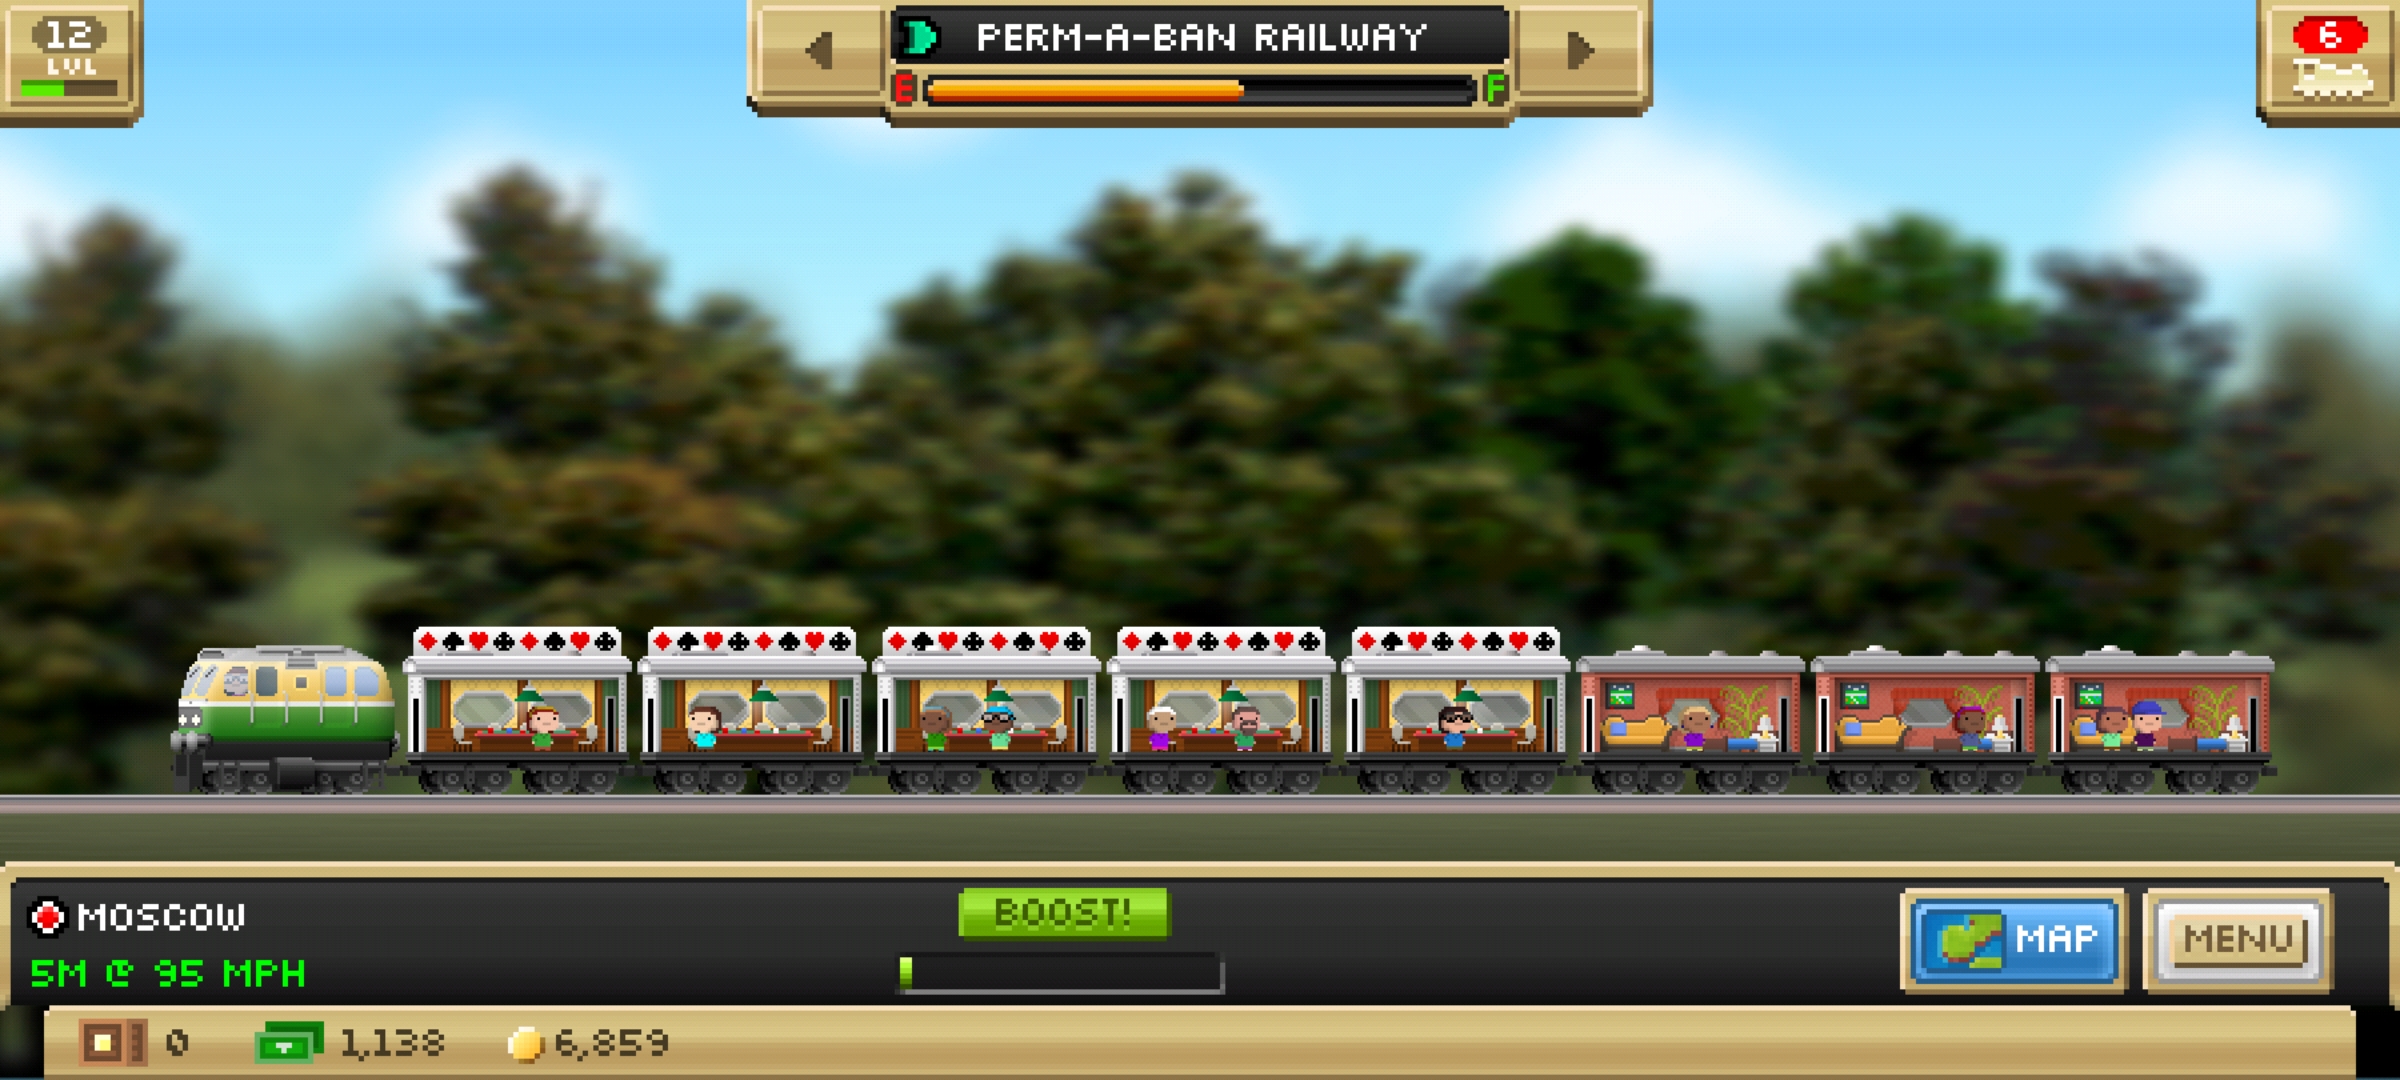 12
LVL
PERM-A-BAN RAILWAY
E F
6
MOSCOW
5M @ 95 MPH
BOOST!
MAP
MENU
0 1,138 6,859